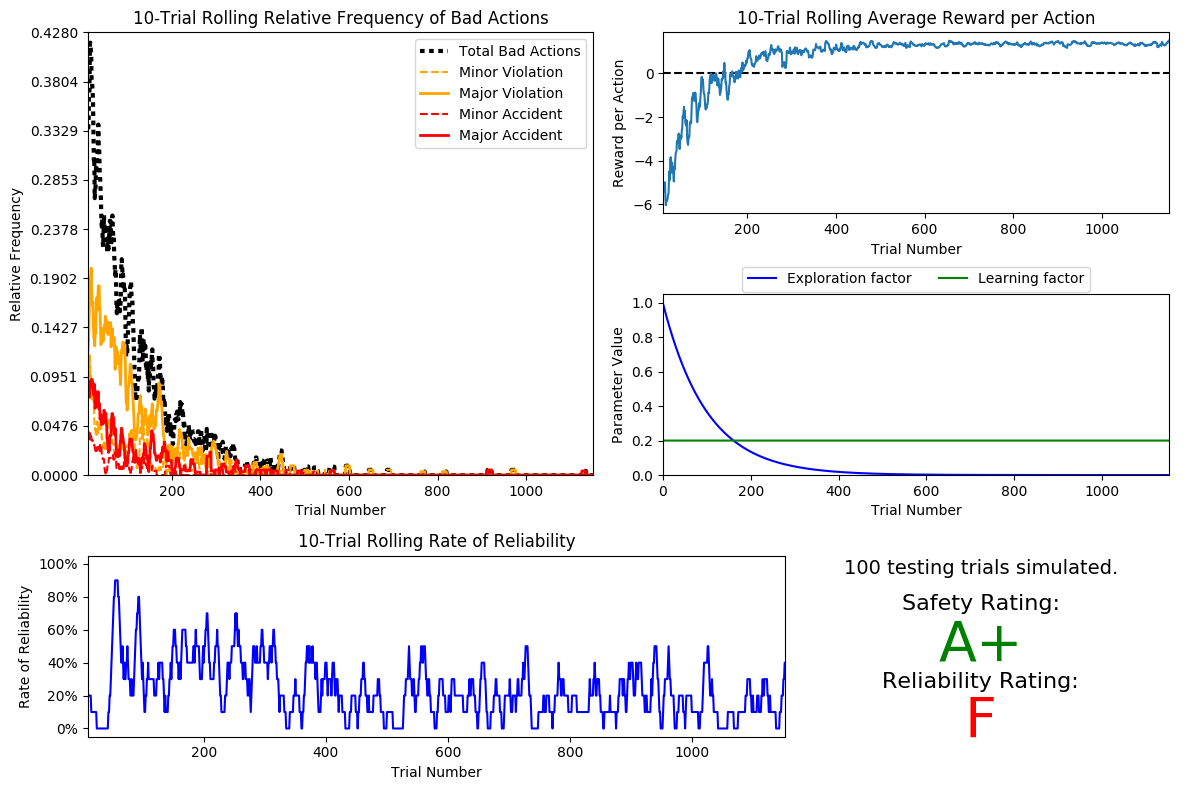 10-Trial Rolling Relative Frequency of Bad Actions
0.4280
0.3804
0.3329
0.2853
0.2378
0.1902
0.1427
0.0951
0.0476
0.0000
Relative Frequency
Total Bad Actions
Minor Violation
Major Violation
Minor Accident
Major Accident
200 400 600 800 1000
Trial Number
10-Trial Rolling Average Reward per Action
0
−2
−4
−6
Reward per Action
200 400 600 800 1000
Trial Number
Exploration factor Learning factor
1.0
0.8
0.6
0.4
0.2
0.0
Parameter Value
0 200 400 600 800 1000
Trial Number
10-Trial Rolling Rate of Reliability
100%
80%
60%
40%
20%
0%
Rate of Reliability
200 400 600 800 1000
Trial Number
100 testing trials simulated.
Safety Rating:
A+
Reliability Rating:
F